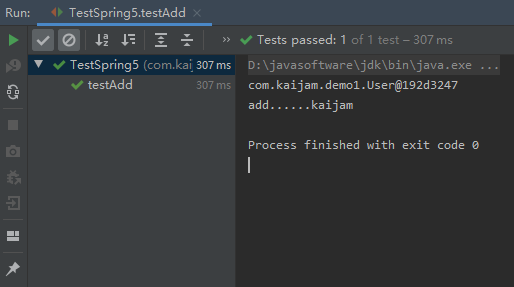 Run: TestSpring5.testAdd ×
» Tests passed: 1 of 1 test – 307 ms
TestSpring5 (com.kaij 307 ms
testAdd 307 ms
D:\javasoftware\jdk\bin\java.exe ...
com.kaijam.demo1.User@192d3247
add......kaijam
Process finished with exit code 0